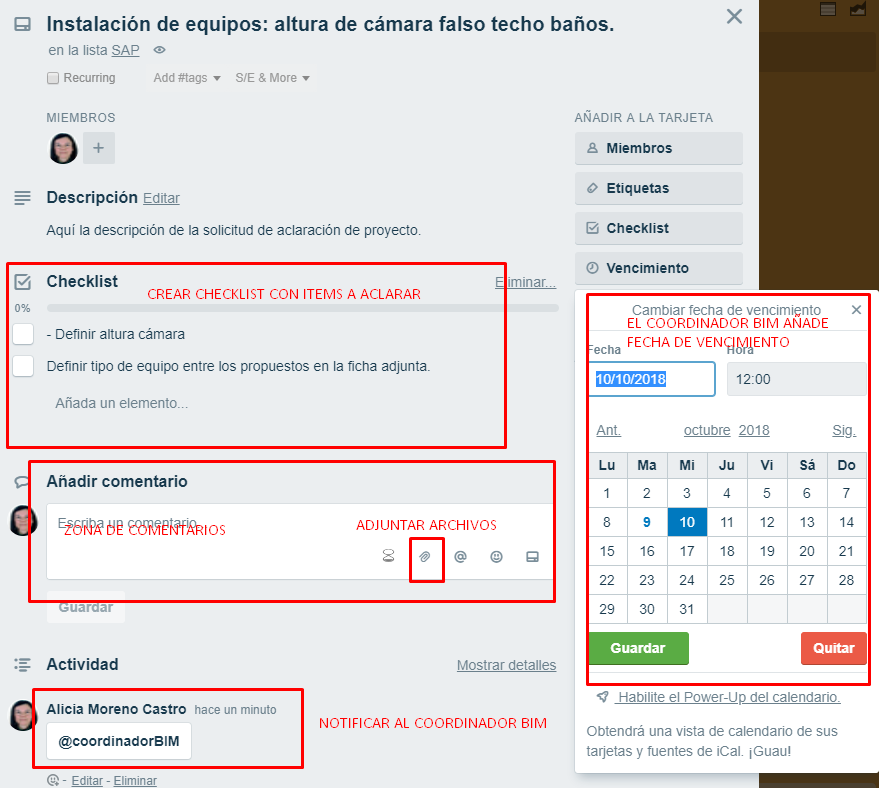 Instalación de equipos: altura de cámara falso techo baños.
en la lista SAP
Recurring
Add #tags
S/E & More
MIEMBROS
+
Descripción Editar
Aquí la descripción de la solicitud de aclaración de proyecto.
Checklist
Eliminar...
CREAR CHECKLIST CON ITEMS A ACLARAR
0%
- Definir altura cámara
Definir tipo de equipo entre los propuestos en la ficha adjunta.
Añada un elemento...
Añadir comentario
Escriba un comentario
ZONA DE COMENTARIOS
ADJUNTAR ARCHIVOS
Guardar
Actividad
Mostrar detalles
Alicia Moreno Castro hace un minuto
@coordinadorBIM
NOTIFICAR AL COORDINADOR BIM
- Editar - Eliminar
AÑADIR A LA TARJETA
Miembros
Etiquetas
Checklist
Vencimiento
Cambiar fecha de vencimiento
EL COORDINADOR BIM AÑADE
FECHA DE VENCIMIENTO
Fecha
Hora
10/10/2018
12:00
Ant. octubre 2018 Sig.
Lu Ma Mi Ju Vi Sá Do
1 2 3 4 5 6 7
8 9 10 11 12 13 14
15 16 17 18 19 20 21
22 23 24 25 26 27 28
29 30 31
Guardar
Quitar
Habilite el Power-Up del calendario.
Obtendrá una vista de calendario de sus
tarjetas y fuentes de iCal. ¡Guau!